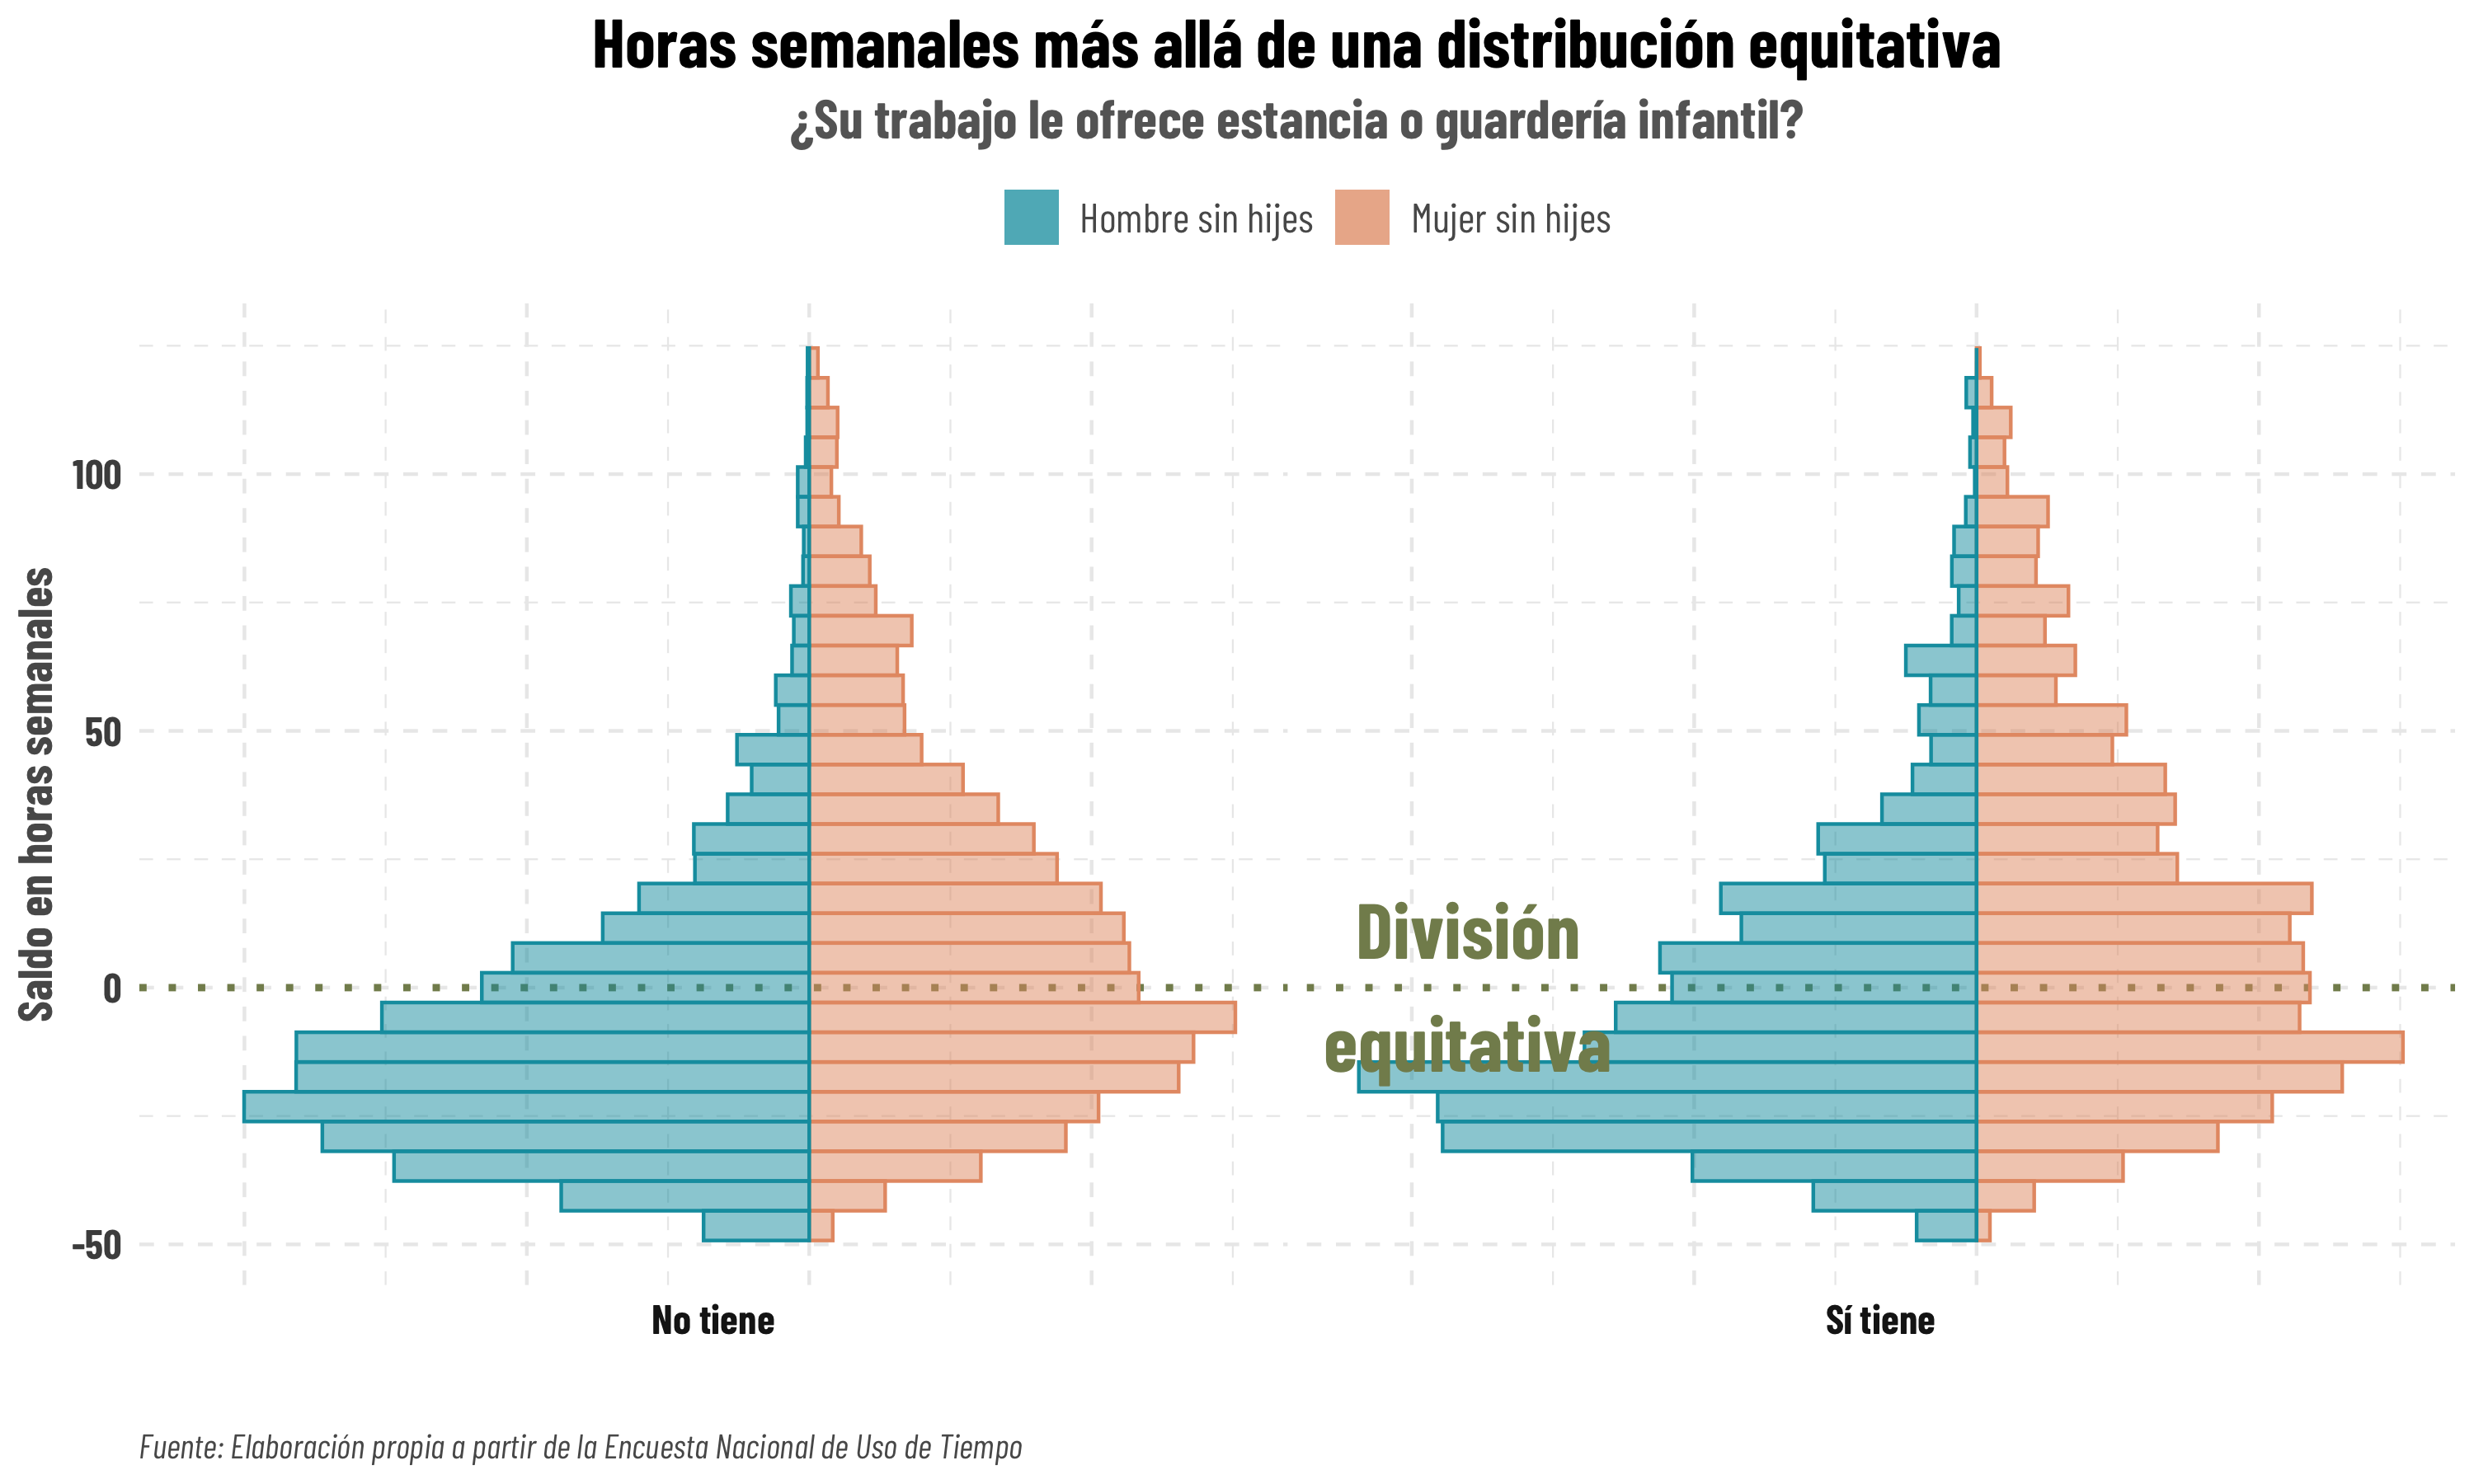 Horas semanales más allá de una distribución equitativa
¿Su trabajo le ofrece estancia o guardería infantil?
Hombre sin hijes
Mujer sin hijes
Saldo en horas semanales
100
50
0
-50
División
equitativa
No tiene
Sí tiene
Fuente: Elaboración propia a partir de la Encuesta Nacional de Uso de Tiempo